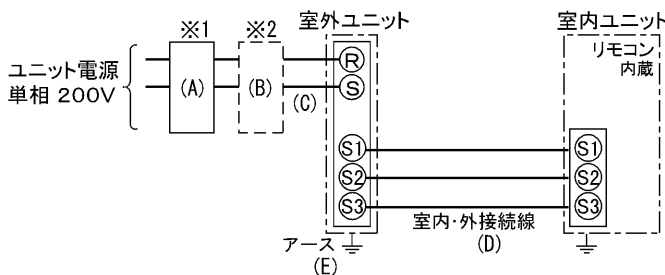 ※1
※2
室外ユニット
室内ユニット
ユニット電源
単相 200V
(A)
(B)
(C)
R
S
リモコン
内蔵
S1
S2
S3
S1
S2
S3
室内・外接続線
(D)
アース
(E)